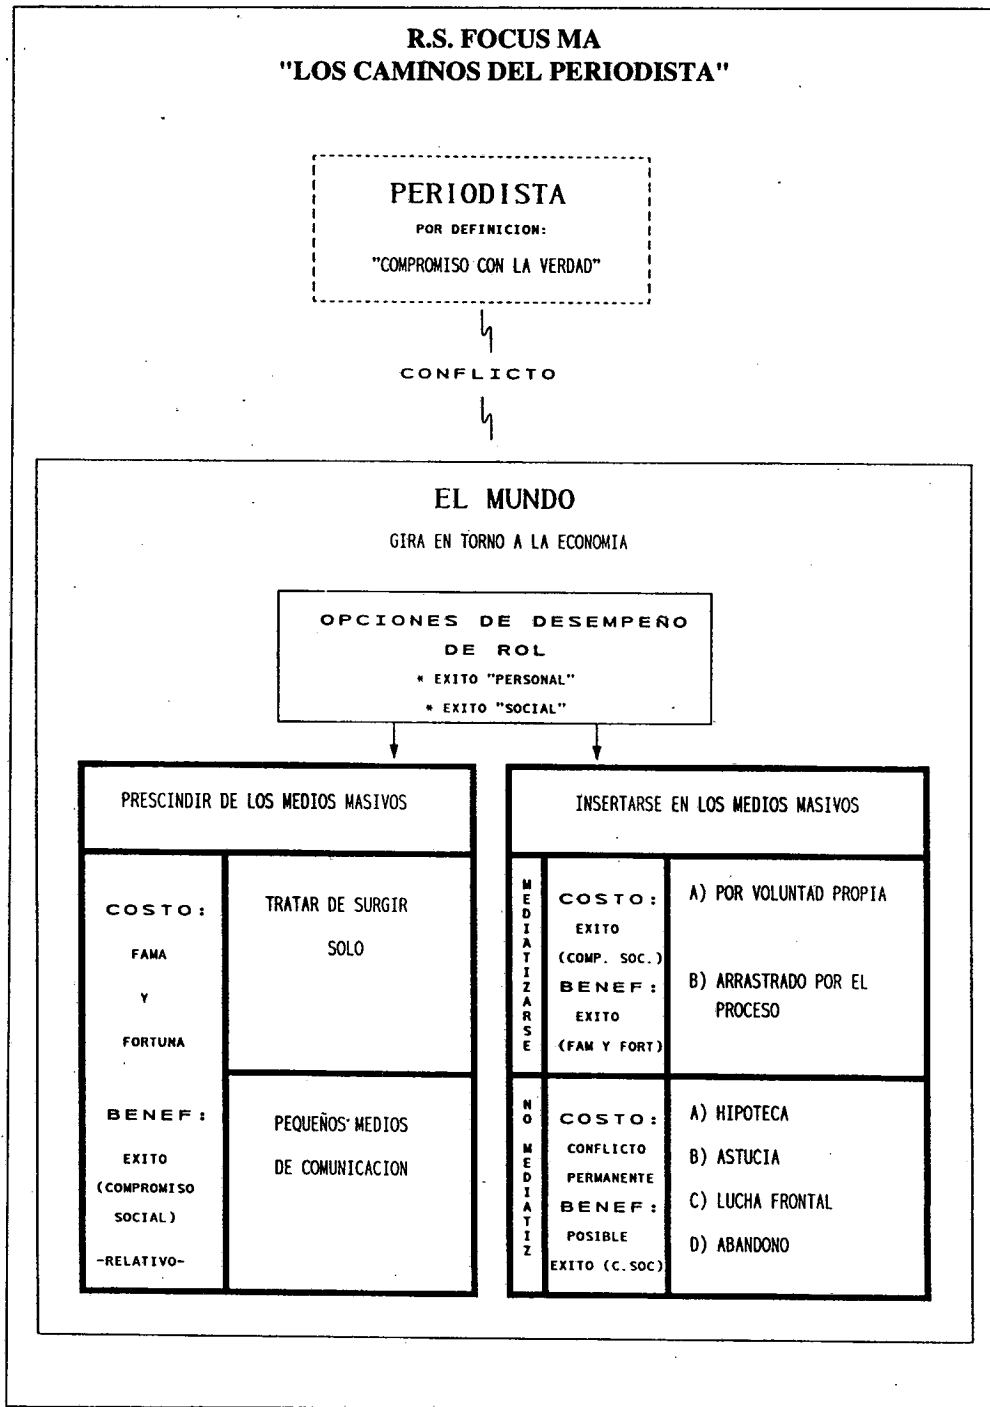 R.S. FOCUS MA
"LOS CAMINOS DEL PERIODISTA"
PERIODISTA
POR DEFINICION:
"COMPROMISO CON LA VERDAD"
CONFLICTO
EL MUNDO
GIRA EN TORNO A LA ECONOMIA
OPCIONES DE DESEMPEÑO
DE ROL
* EXITO "PERSONAL"
* EXITO "SOCIAL"
PRESCINDIR DE LOS MEDIOS MASIVOS
COSTO:
FAMA
Y
FORTUNA
BENEF:
EXITO
(COMPROMISO
SOCIAL)
-RELATIVO-
TRATAR DE SURGIR
SOLO
PEQUEÑOS MEDIOS
DE COMUNICACION
INSERTARSE EN LOS MEDIOS MASIVOS
MEDIATIZARSE
COSTO:
EXITO
(COMP. SOC.)
BENEF:
EXITO
(FAM Y FORT)
A) POR VOLUNTAD PROPIA
B) ARRASTRADO POR EL
PROCESO
NO MEDIATIZ
COSTO:
CONFLICTO
PERMANENTE
BENEF:
POSIBLE
EXITO (C.SOC)
A) HIPOTECA
B) ASTUCIA
C) LUCHA FRONTAL
D) ABANDONO